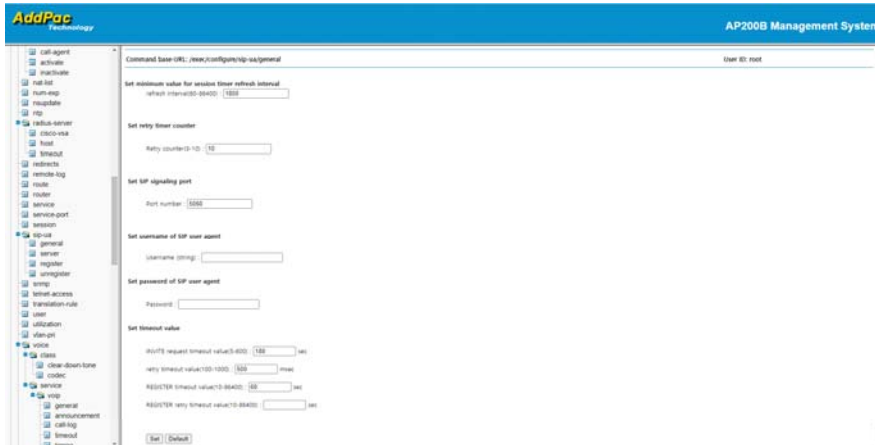 AddPac
Technology
AP200B Management System
call-agent
activate
inactivate
nat-list
num-exp
nsupdate
ntp
radius-server
cisco-vsa
host
timeout
redirects
remote-log
route
router
service
service-port
session
sip-ua
general
server
register
unregister
snmp
telnet-access
translation-rule
user
utilization
vlan-pri
voice
class
clear-down-tone
codec
service
voip
general
announcement
call-log
timeout
Command base-URL: /exec/configure/sip-ua/general
User ID: root
Set minimum value for session timer refresh interval
refresh interval(60-86400) : 1800
Set retry timer counter
Retry counter(3-10) : 10
Set SIP signaling port
Port number : 5060
Set username of SIP user agent
Username (string) :
Set password of SIP user agent
Password :
Set timeout value
INVITE request timeout value(5-600) : 180 sec
retry timeout value(100-1000) : 500 msec
REGISTER timeout value(10-86400) : 60 sec
REGISTER retry timeout value(10-86400) : sec
Set Default